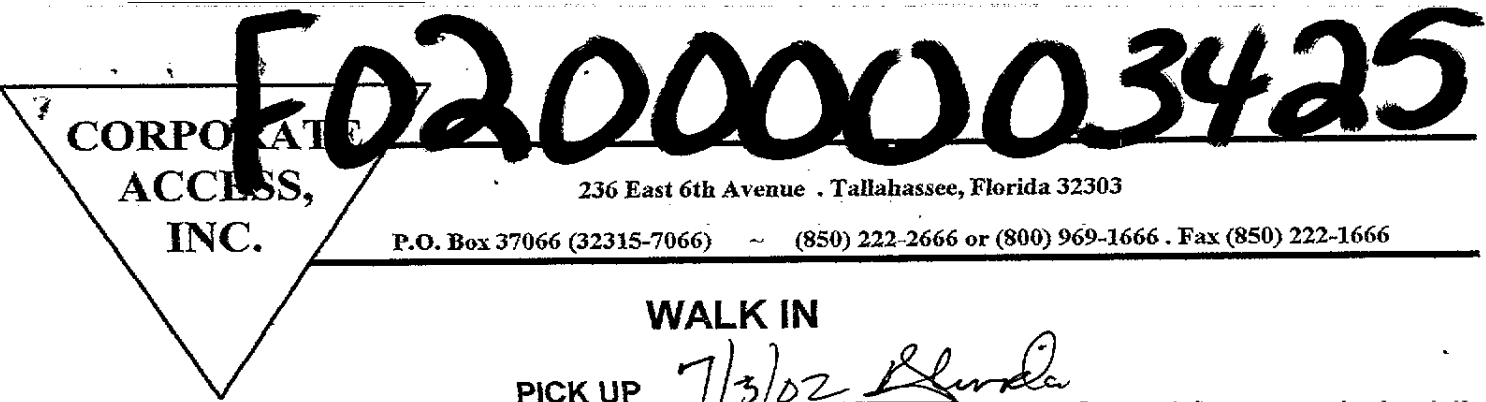 F02000003425
CORPORATE
ACCESS,
INC.
236 East 6th Avenue . Tallahassee, Florida 32303
P.O. Box 37066 (32315-7066) ~ (850) 222-2666 or (800) 969-1666 . Fax (850) 222-1666
WALK IN
PICK UP 7/3/02